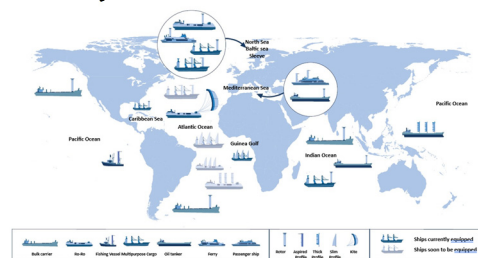 North Sea
Baltic sea
Sleeve
Mediterranean Sea
Pacific Ocean
Caribbean Sea
Atlantic Ocean
Pacific Ocean
Guinea Golf
Indian Ocean
Bulk carrier
Ro-Ro
Fishing Vessel
Multipurpose Cargo
Oil tanker
Ferry
Passenger ship
Rotor
Aspired
Profile
Thick
Profile
Slim
Profile
Kite
Ships currently equipped
Ships soon to be equipped